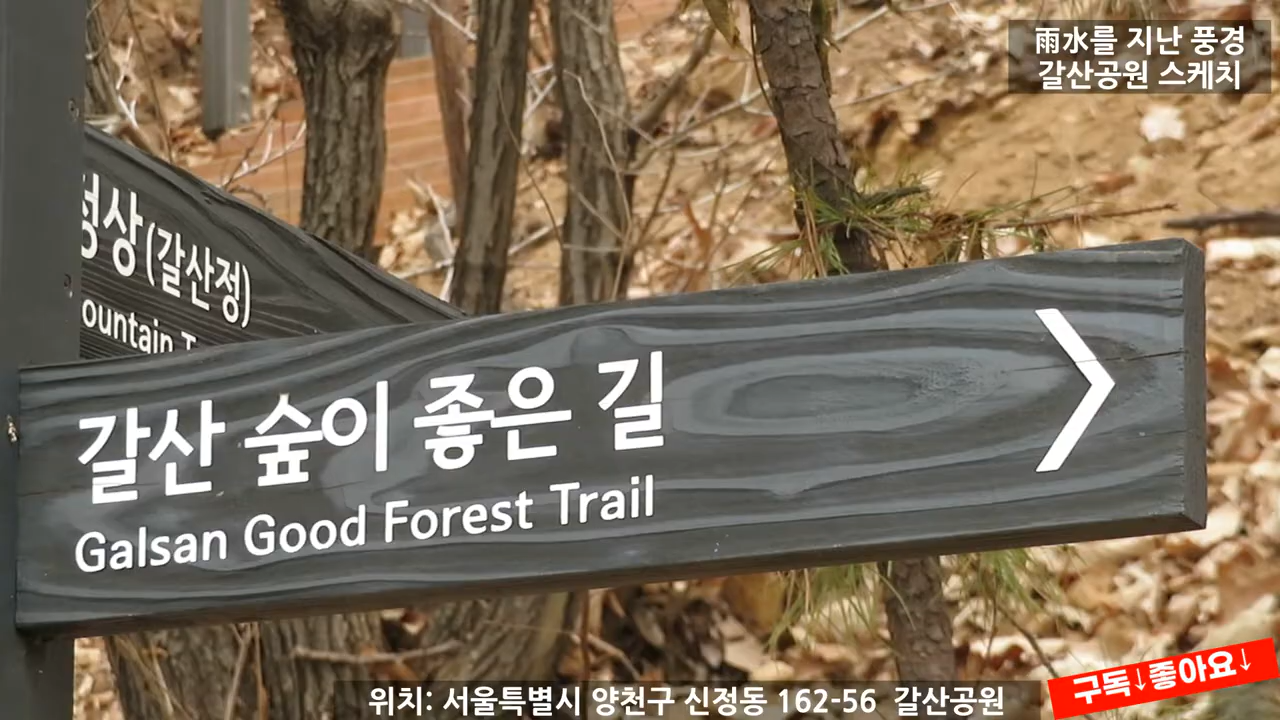 雨水를 지난 풍경
갈산공원 스케치
(갈산정)
갈산 숲이 좋은 길
Galsan Good Forest Trail
위치: 서울특별시 양천구 신정동 162-56 갈산공원
구독↓좋아요↓